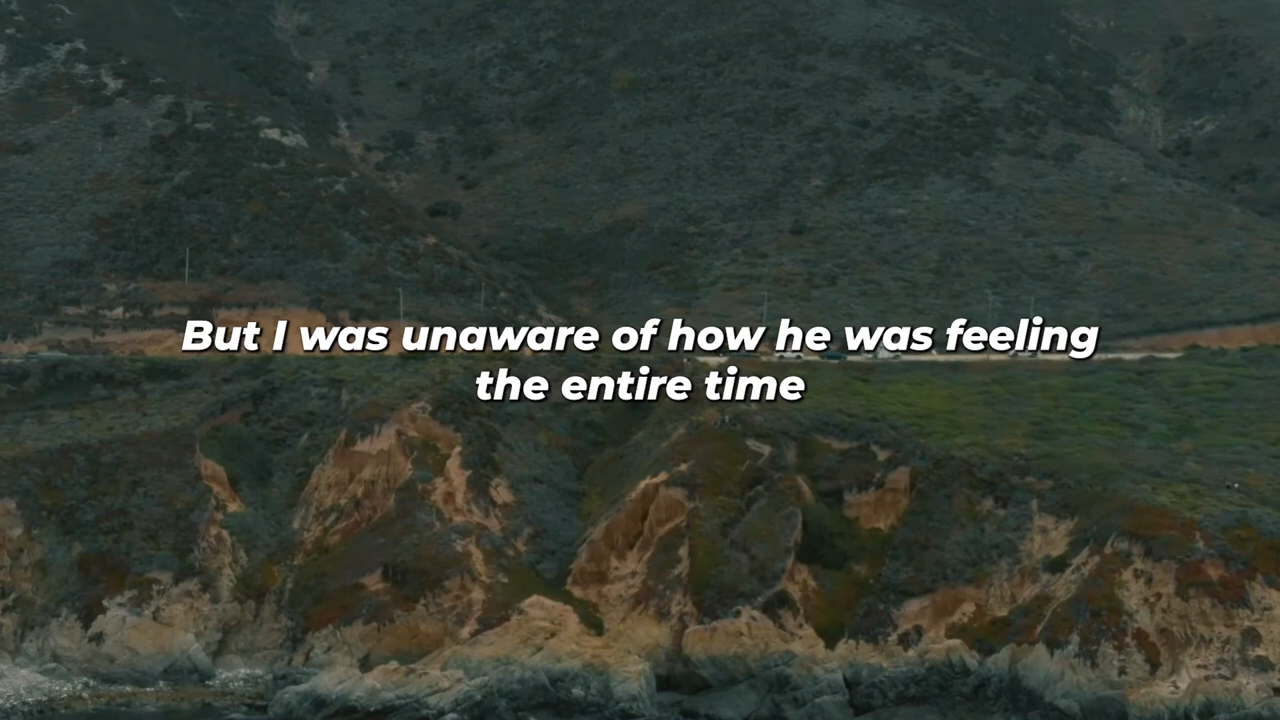 But I was unaware of how he was feeling
the entire time